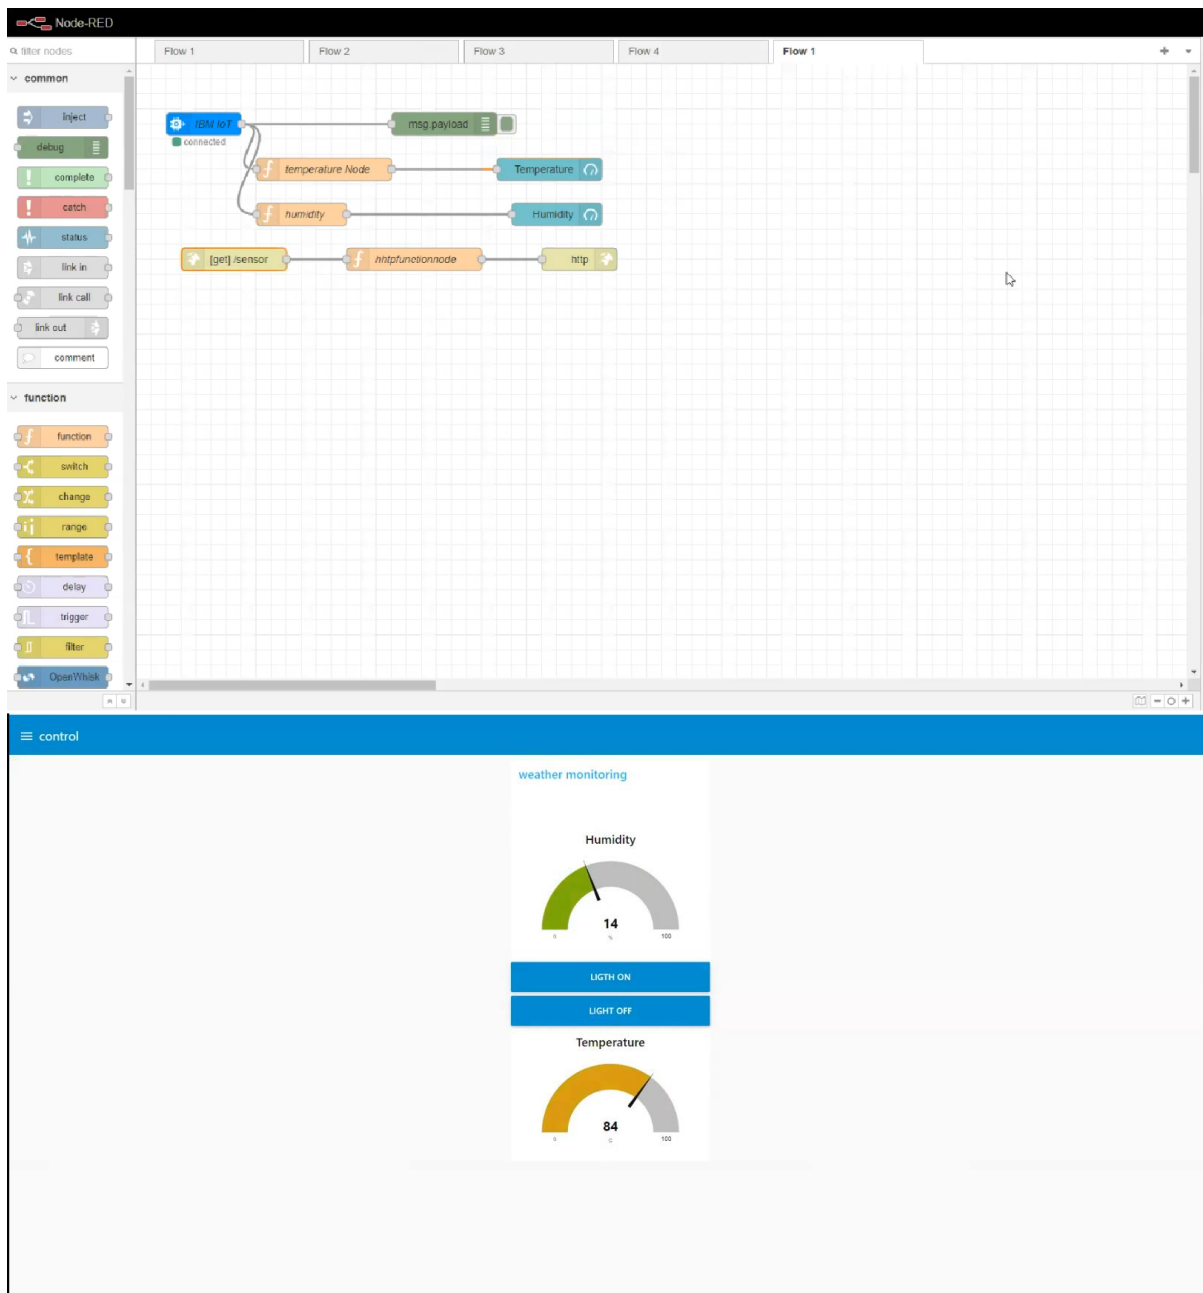 Node-RED
filter nodes
Flow 1
Flow 2
Flow 3
Flow 4
Flow 1
common
inject
debug
complete
catch
status
link in
link call
link out
comment
function
function
switch
change
range
template
delay
trigger
filter
OpenWhisk
IBM IoT
connected
msg.payload
temperature Node
Temperature
humidity
Humidity
[get] /sensor
hhtpfunctionnode
http
control
weather monitoring
Humidity
14
0 % 100
LIGTH ON
LIGHT OFF
Temperature
84
0 C 100